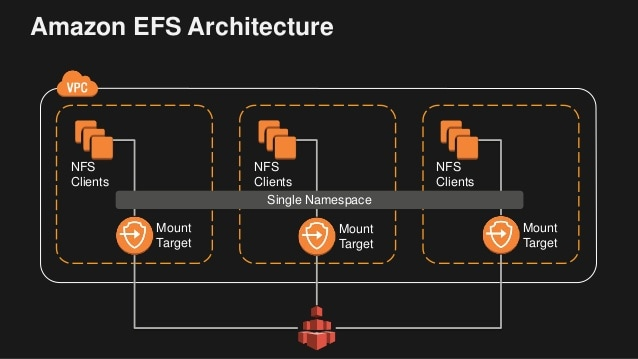 Amazon EFS Architecture
VPC
NFS
Clients
NFS
Clients
NFS
Clients
Single Namespace
Mount
Target
Mount
Target
Mount
Target